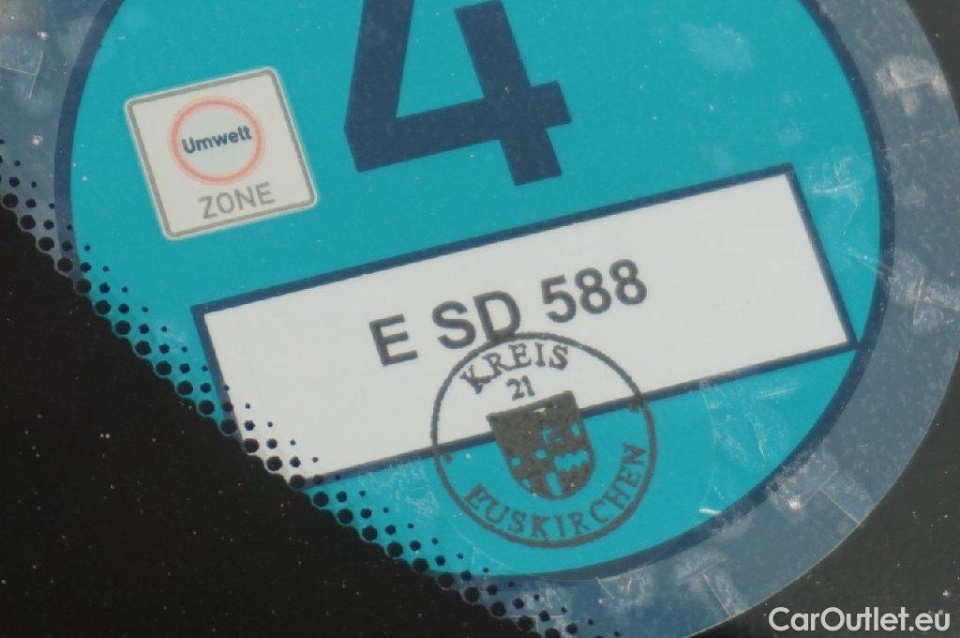 4
Umwelt
ZONE
E SD 588
KREIS
21
EUSKIRCHEN
CarOutlet.eu